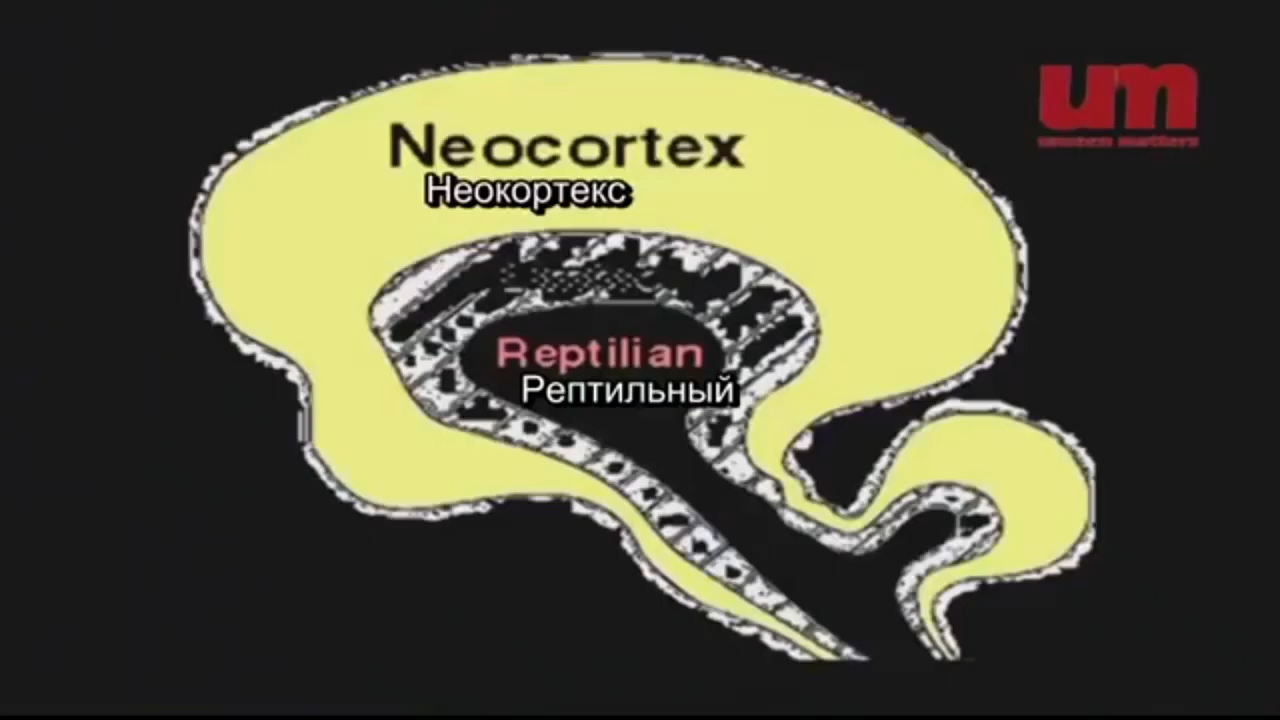 Neocortex
Неокортекс
um
Reptilian
Рептильный